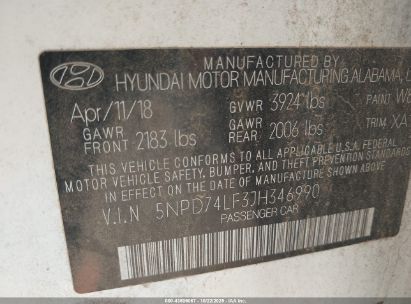 MANUFACTURED BY
HYUNDAI MOTOR MANUFACTURING ALABAMA,
Apr/11/18 GVWR 3924 lbs PAINT
GAWR FRONT 2183 lbs GAWR REAR 2006 lbs TRIM XA
THIS VEHICLE CONFORMS TO ALL APPLICABLE FEDERAL
MOTOR VEHICLE SAFETY, BUMPER, AND THEFT PREVENTION STANDARDS
IN EFFECT ON THE DATE OF MANUFACTURE SHOWN ABOVE.
V.I.N 5NPD74LF3JH346990
PASSENGER CAR